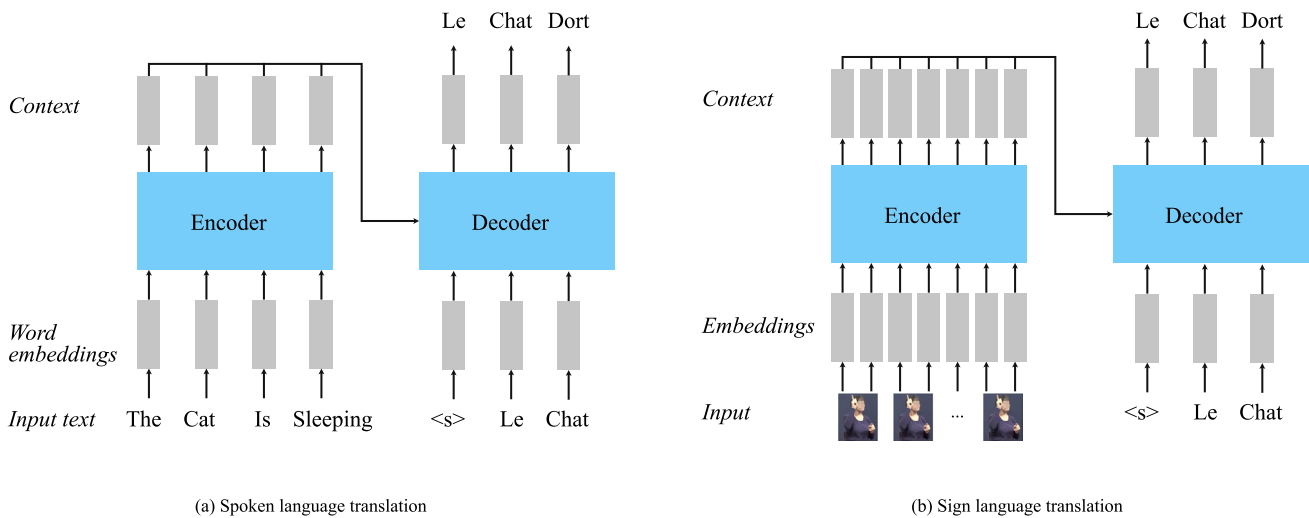 Le Chat Dort
Context
Encoder
Decoder
Word
embeddings
Input text
The Cat Is Sleeping
<s> Le Chat
(a) Spoken language translation
Le Chat Dort
Context
Encoder
Decoder
Embeddings
Input
...
<s> Le Chat
(b) Sign language translation